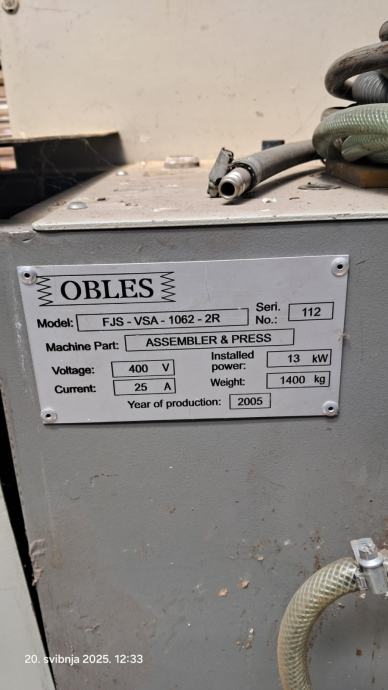 OBLES
Model: FJS - VSA - 1062 - 2R Seri. No.: 112
Machine Part: ASSEMBLER & PRESS
Voltage: 400 V Installed power: 13 kW
Current: 25 A Weight: 1400 kg
Year of production: 2005
20. svibnja 2025. 12:33